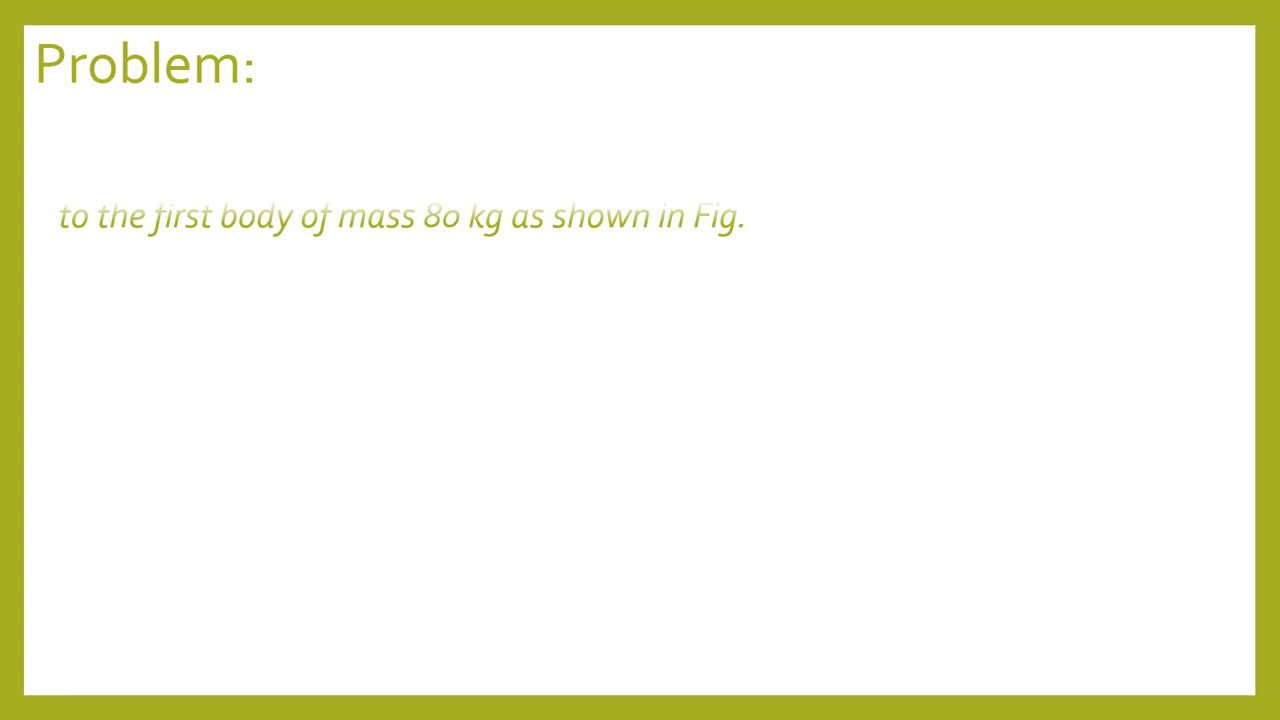 Problem:
to the first body of mass 80 kg as shown in Fig.